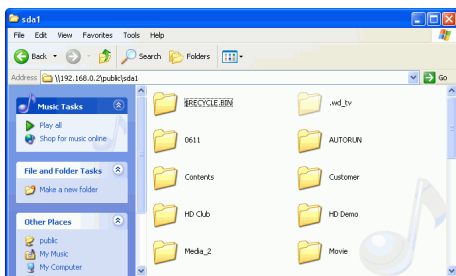 sda1
File Edit View Favorites Tools Help
Back Search Folders
Address \\192.168.0.2\public\sda1 Go
Music Tasks
Play all
Shop for music online
File and Folder Tasks
Make a new folder
Other Places
public
My Music
My Computer
$RECYCLE.BIN .wd_tv
0611 AUTORUN
Contents Customer
HD Club HD Demo
Media_2 Movie